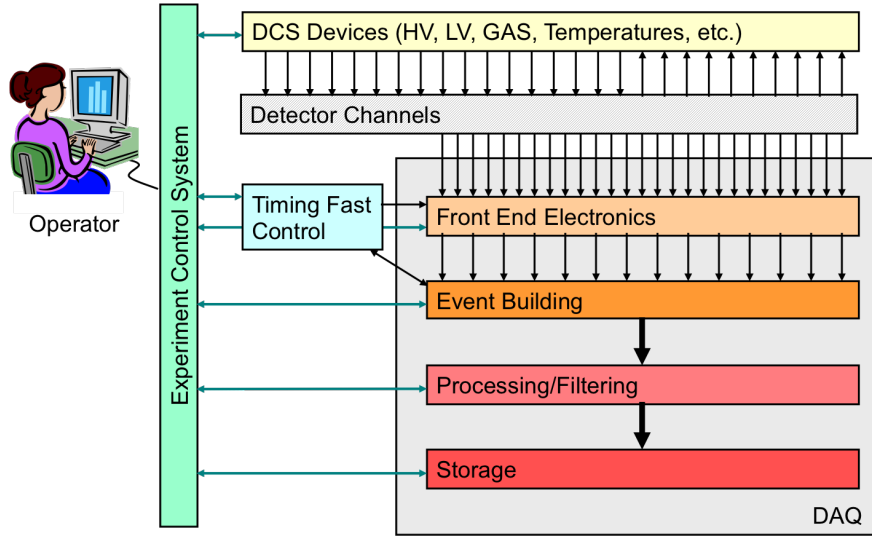 DCS Devices (HV, LV, GAS, Temperatures, etc.)
Detector Channels
Experiment Control System
Operator
Timing Fast
Control
Front End Electronics
Event Building
Processing/Filtering
Storage
DAQ